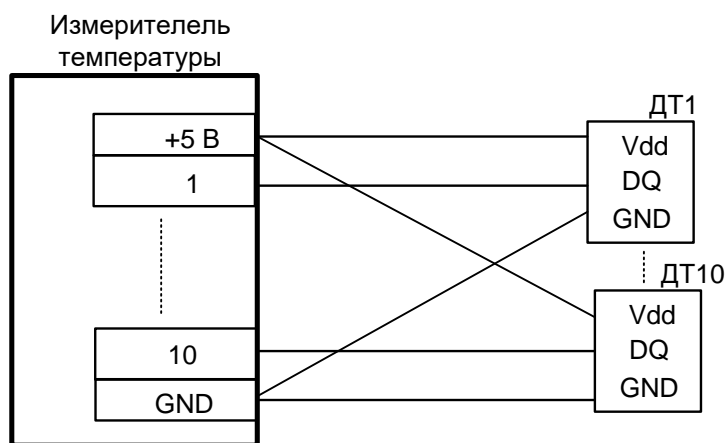 Измерителель
температуры
+5 В
1
10
GND
ДТ1
Vdd
DQ
GND
ДТ10
Vdd
DQ
GND